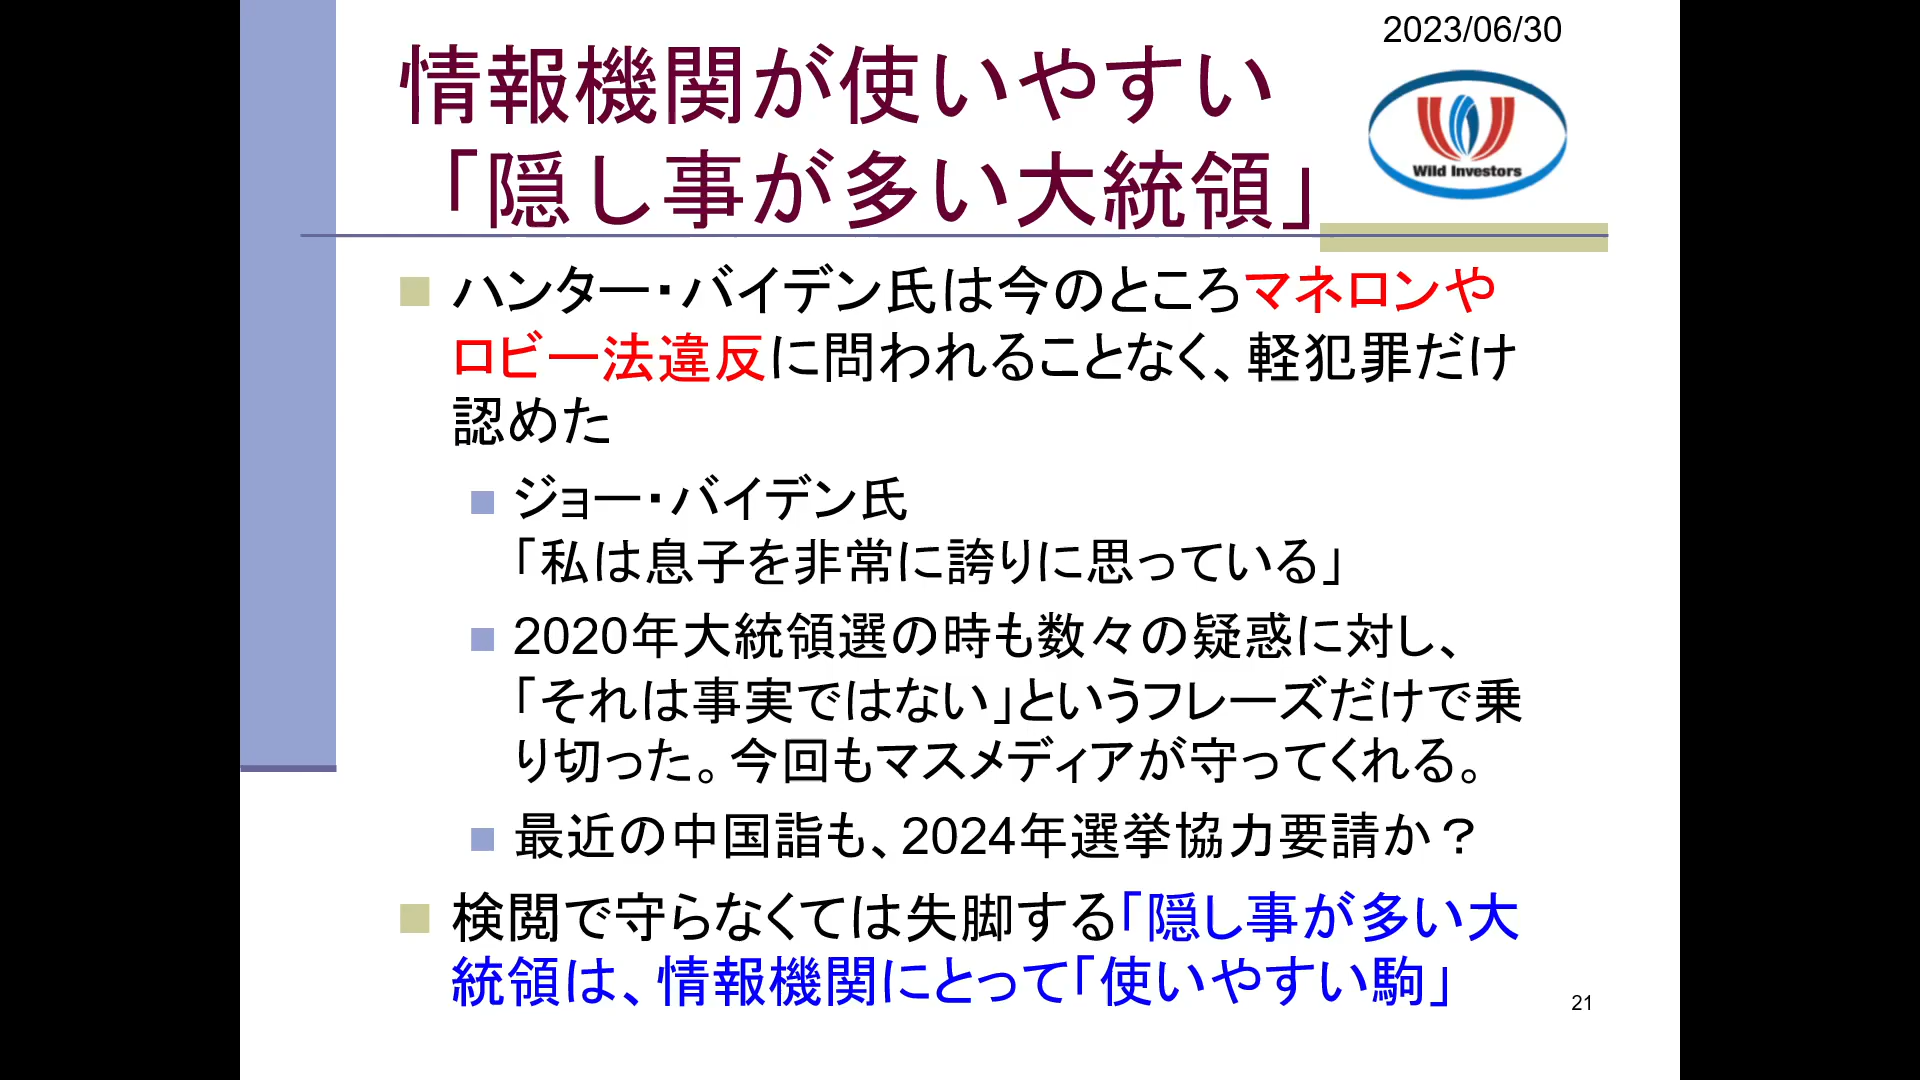 2023/06/30
情報機関が使いやすい
「隠し事が多い大統領」
Wild Investors
ハンター・バイデン氏は今のところマネロンや
ロビー法違反に問われることなく、軽犯罪だけ
認めた
ジョー・バイデン氏
「私は息子を非常に誇りに思っている」
2020年大統領選の時も数々の疑惑に対し、
「それは事実ではない」というフレーズだけで乗
り切った。今回もマスメディアが守ってくれる。
最近の中国詣も、2024年選挙協力要請か？
検閲で守らなくては失脚する「隠し事が多い大
統領は、情報機関にとって「使いやすい駒」
21